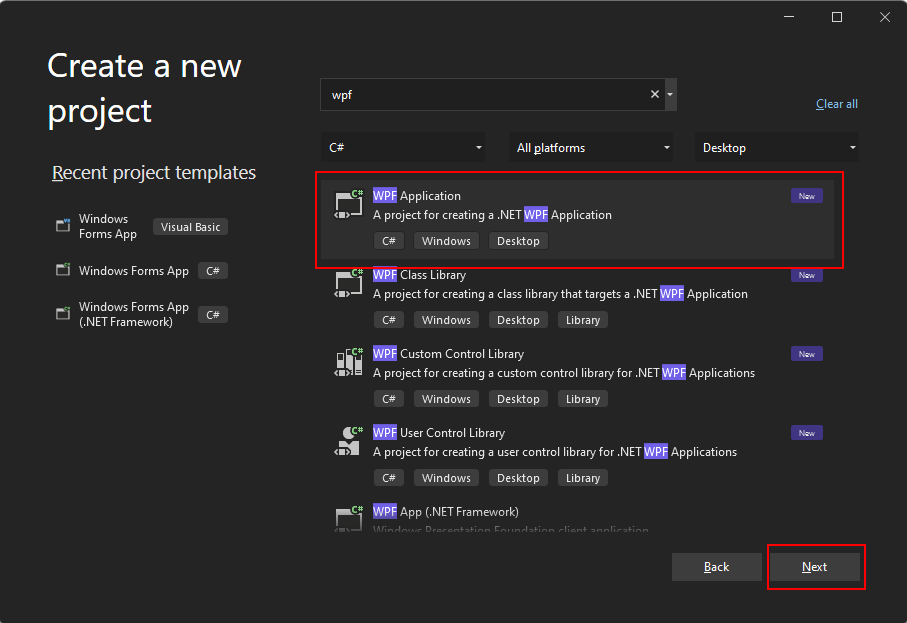 Create a new
project
Recent project templates
Windows
Forms App
Visual Basic
Windows Forms App
C#
Windows Forms App
(.NET Framework)
C#
wpf
Clear all
C#
All platforms
Desktop
C#
WPF Application
New
A project for creating a .NET WPF Application
C#
Windows
Desktop
C#
WPF Class Library
New
A project for creating a class library that targets a .NET WPF Application
C#
Windows
Desktop
Library
C#
WPF Custom Control Library
New
A project for creating a custom control library for .NET WPF Applications
C#
Windows
Desktop
Library
C#
WPF User Control Library
New
A project for creating a user control library for .NET WPF Applications
C#
Windows
Desktop
Library
C#
WPF App (.NET Framework)
Windows Presentation Foundation client application
Back
Next